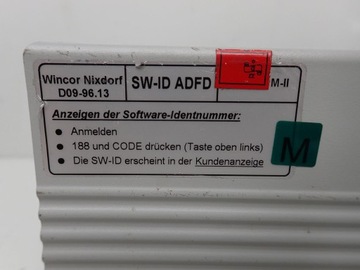 Wincor Nixdorf SW-ID ADFD M-II
D09-96.13
Anzeigen der Software-Identnummer:
• Anmelden
• 188 und CODE drücken (Taste oben links)
• Die SW-ID erscheint in der Kundenanzeige
M